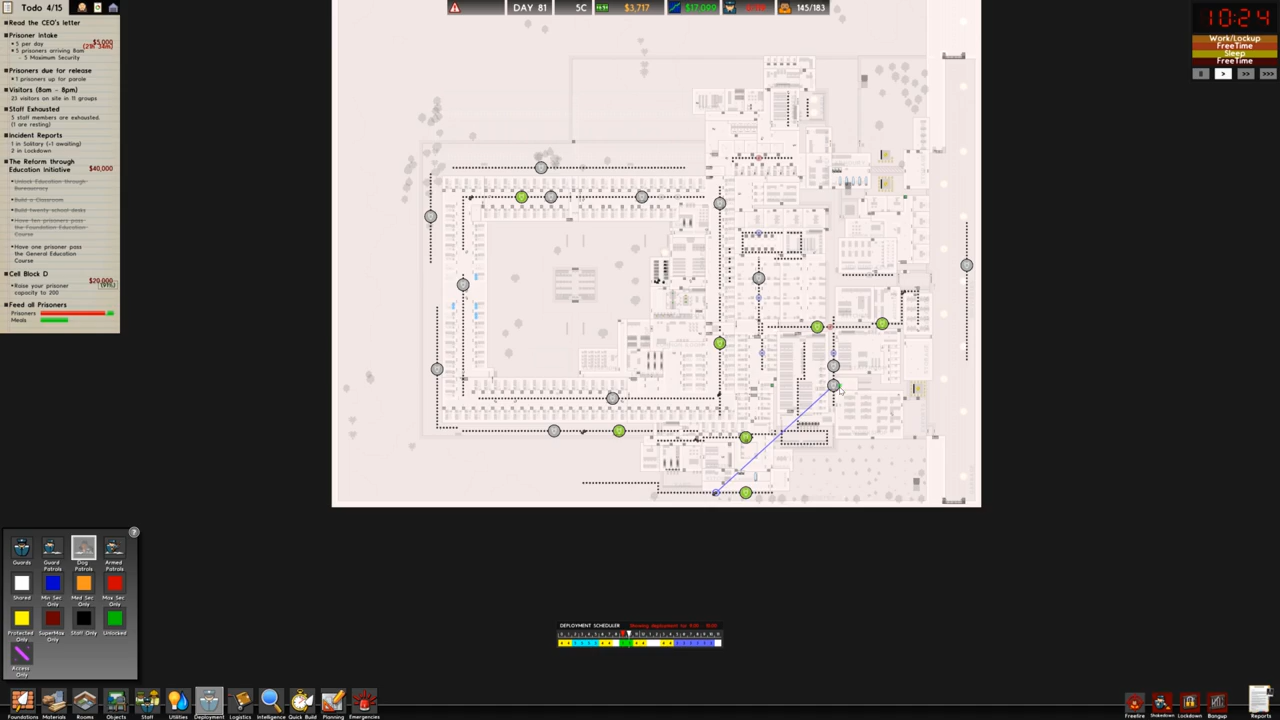 Todo 4/15
Read the CEO's letter
Prisoner Intake
$5,000
5 per day
(21h 34m)
5 prisoners arriving 8am
- 5 Maximum Security
Prisoners due for release
1 prisoners up for parole
Visitors (8am - 8pm)
23 visitors on site in 11 groups
Staff Exhausted
5 staff members are exhausted.
(1 are resting)
Incident Reports
1 in Solitary (+1 awaiting)
2 in Lockdown
The Reform through
Education Initiative
$40,000
Unlock Education through
Bureaucracy
Build a Classroom.
Build twenty school desks
Have ten prisoners pass
the Foundation Education
Course
Have one prisoner pass
the General Education
Course
Cell Block D
$20,000
Raise your prisoner
capacity to 200
Feed all Prisoners
Prisoners
Meals
DAY 81
5C
$3,717
$17,099
145/183
10:24
Work/Lockup
FreeTime
Sleep
FreeTime
?
Guards
Guard
Patrols
Dog
Patrols
Armed
Patrols
Shared
Min Sec
Only
Med Sec
Only
Max Sec
Only
Protected
Only
SuperMax
Only
Staff Only
Unlocked
Access
Only
DEPLOYMENT SCHEDULER
Foundations
Materials
Rooms
Objects
Staff
Utilities
Deployment
Logistics
Intelligence
Quick Build
Planning
Emergencies
Freefire
Shakedown
Lockdown
Bangup
Reports